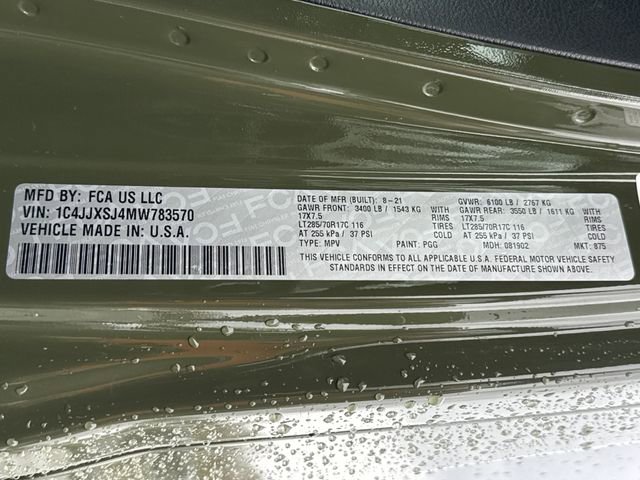 MFD BY: FCA US LLC
VIN: 1C4JJXSJ4MW783570
VEHICLE MADE IN: U.S.A.
DATE OF MFR (BUILT): 8-21 GVWR: 6100 LB / 2767 KG
GAWR FRONT: 3400 LB / 1543 KG GAWR REAR: 3550 LB / 1611 KG
17X7.5 RIMS 17X7.5 RIMS
LT285/70R17C 116 TIRES LT285/70R17C 116 TIRES
AT 255 kPa / 37 PSI COLD AT 255 kPa / 37 PSI COLD
TYPE: MPV PAINT: PGG MDH: 081902 MKT: 875
THIS VEHICLE CONFORMS TO ALL APPLICABLE U.S.A. FEDERAL MOTOR VEHICLE SAFETY
STANDARDS IN EFFECT ON THE DATE OF MANUFACTURE SHOWN ABOVE.